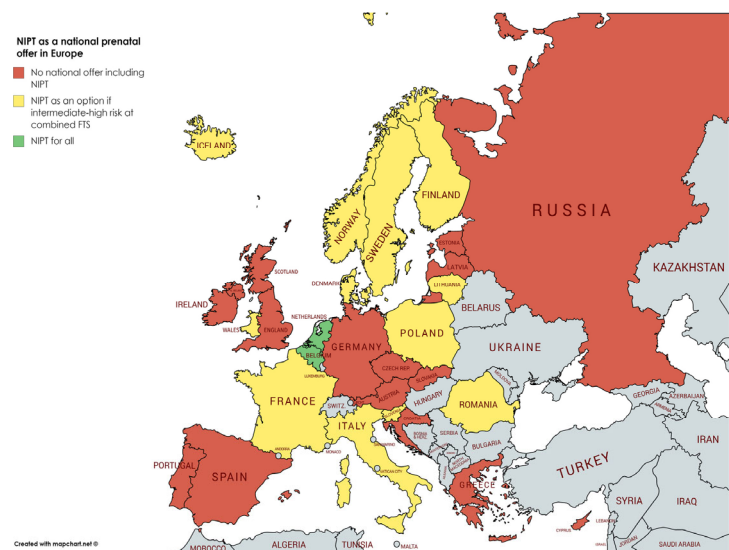 NIPT as a national prenatal
offer in Europe
No national offer including
NIPT
NIPT as an option if
intermediate-high risk at
combined FTS
NIPT for all
ICELAND
FINLAND
NORWAY
SWEDEN
RUSSIA
ESTONIA
LATVIA
LITHUANIA
KAZAKHSTAN
SCOTLAND
DENMARK
IRELAND
NETHERLANDS
BELARUS
WALES
ENGLAND
POLAND
GERMANY
BELGIUM
UKRAINE
CZECH REP.
LUXEMBURG
SLOVAKIA
FRANCE
AUSTRIA
HUNGARY
MOLDOVA
SWITZ.
ROMANIA
GEORGIA
AZERBAIJAN
ARMENIA
ITALY
SERBIA
MONACO
BULGARIA
IRAN
PORTUGAL
SPAIN
VATICAN CITY
TURKEY
GREECE
SYRIA
IRAQ
CYPRUS
LEBANON
JORDAN
Created with mapchart.net ©
MOROCCO
ALGERIA
TUNISIA
MALTA
SAUDI ARABIA